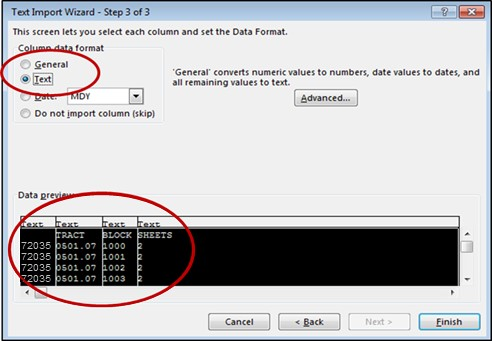 Text Import Wizard - Step 3 of 3
This screen lets you select each column and set the Data Format.
Column data format
General
Text
Date: MDY
Do not import column (skip)
'General' converts numeric values to numbers, date values to dates, and
all remaining values to text.
Advanced...
Data preview
Text Text Text Text
TRACT BLOCK SHEETS
72035 0501.07 1000 2
72035 0501.07 1001 2
72035 0501.07 1002 2
72035 0501.07 1003 2
Cancel < Back Next > Finish